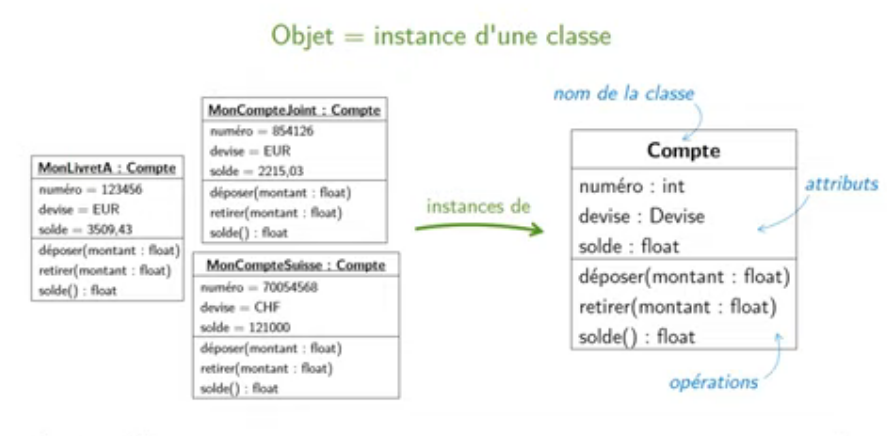 Objet = instance d'une classe
MonLivretA : Compte
numéro = 123456
devise = EUR
solde = 3509,43
déposer(montant : float)
retirer(montant : float)
solde() : float
MonCompteJoint : Compte
numéro = 854126
devise = EUR
solde = 2215,03
déposer(montant : float)
retirer(montant : float)
solde() : float
MonCompteSuisse : Compte
numéro = 70054568
devise = CHF
solde = 121000
déposer(montant : float)
retirer(montant : float)
solde() : float
instances de
nom de la classe
Compte
numéro : int
devise : Devise
solde : float
déposer(montant : float)
retirer(montant : float)
solde() : float
attributs
opérations